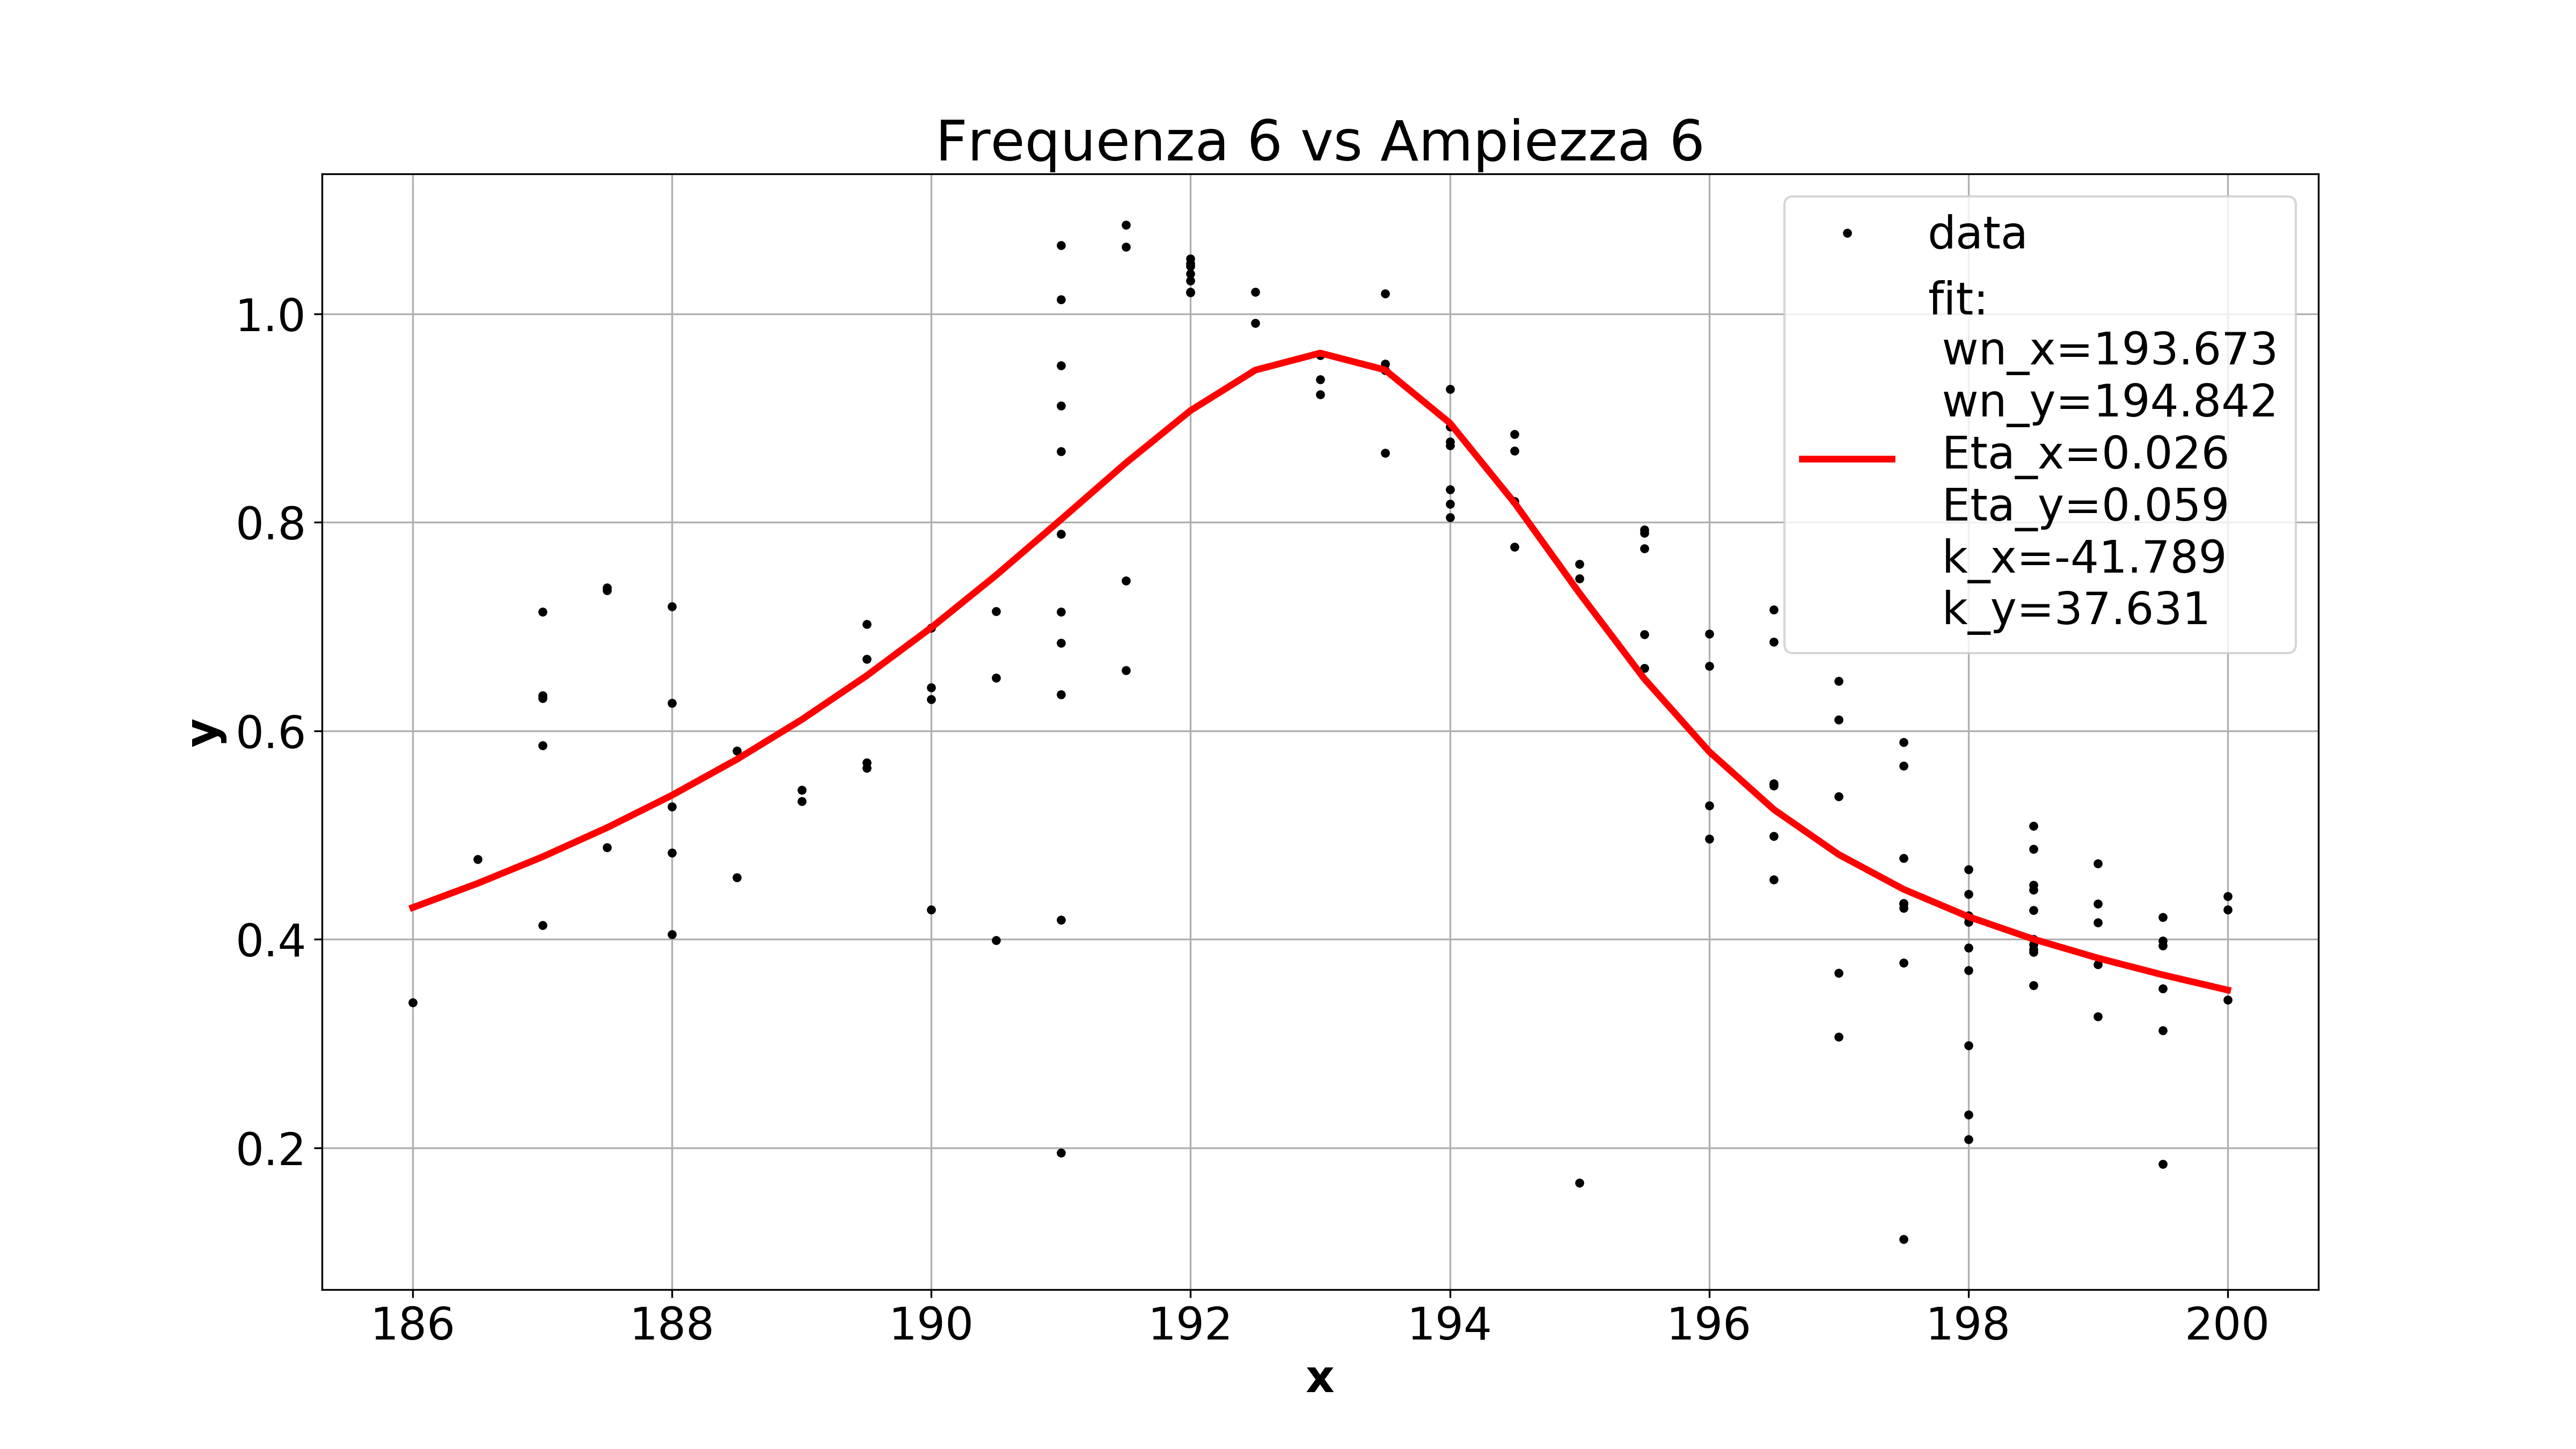 Frequenza 6 vs Ampiezza 6
data
fit:
wn_x=193.673
wn_y=194.842
Eta_x=0.026
Eta_y=0.059
k_x=-41.789
k_y=37.631
y
1.0
0.8
0.6
0.4
0.2
186 188 190 192 194 196 198 200
x